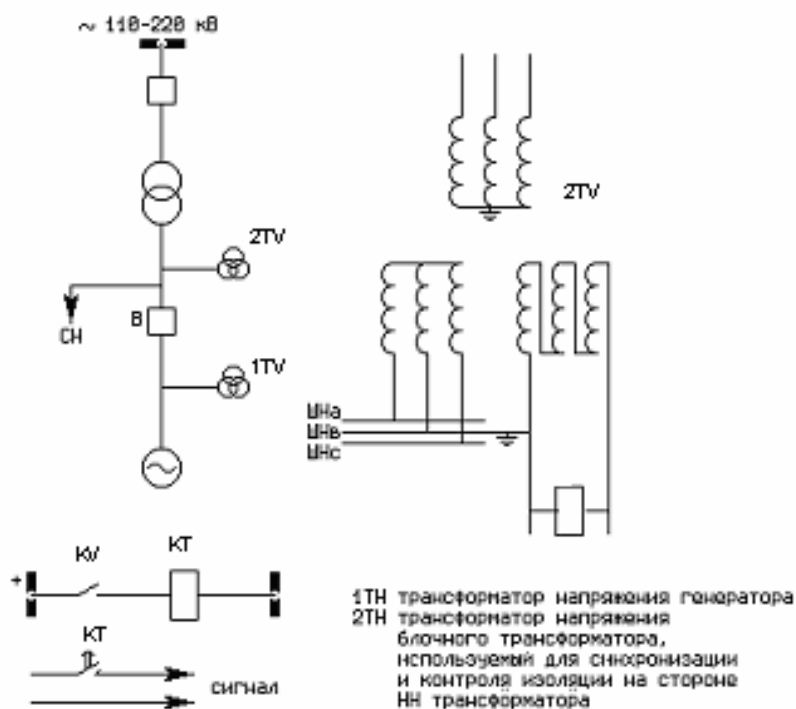 ~ 110-220 кВ
2TV
2TV
СН
В
1TV
ШНа
ШНв
ШНс
KV
KT
+
KT
сигнал
1ТН трансформатор напряжения генератора
2ТН трансформатор напряжения
блочного трансформатора,
используемый для синхронизации
и контроля изоляции на стороне
НН трансформатора